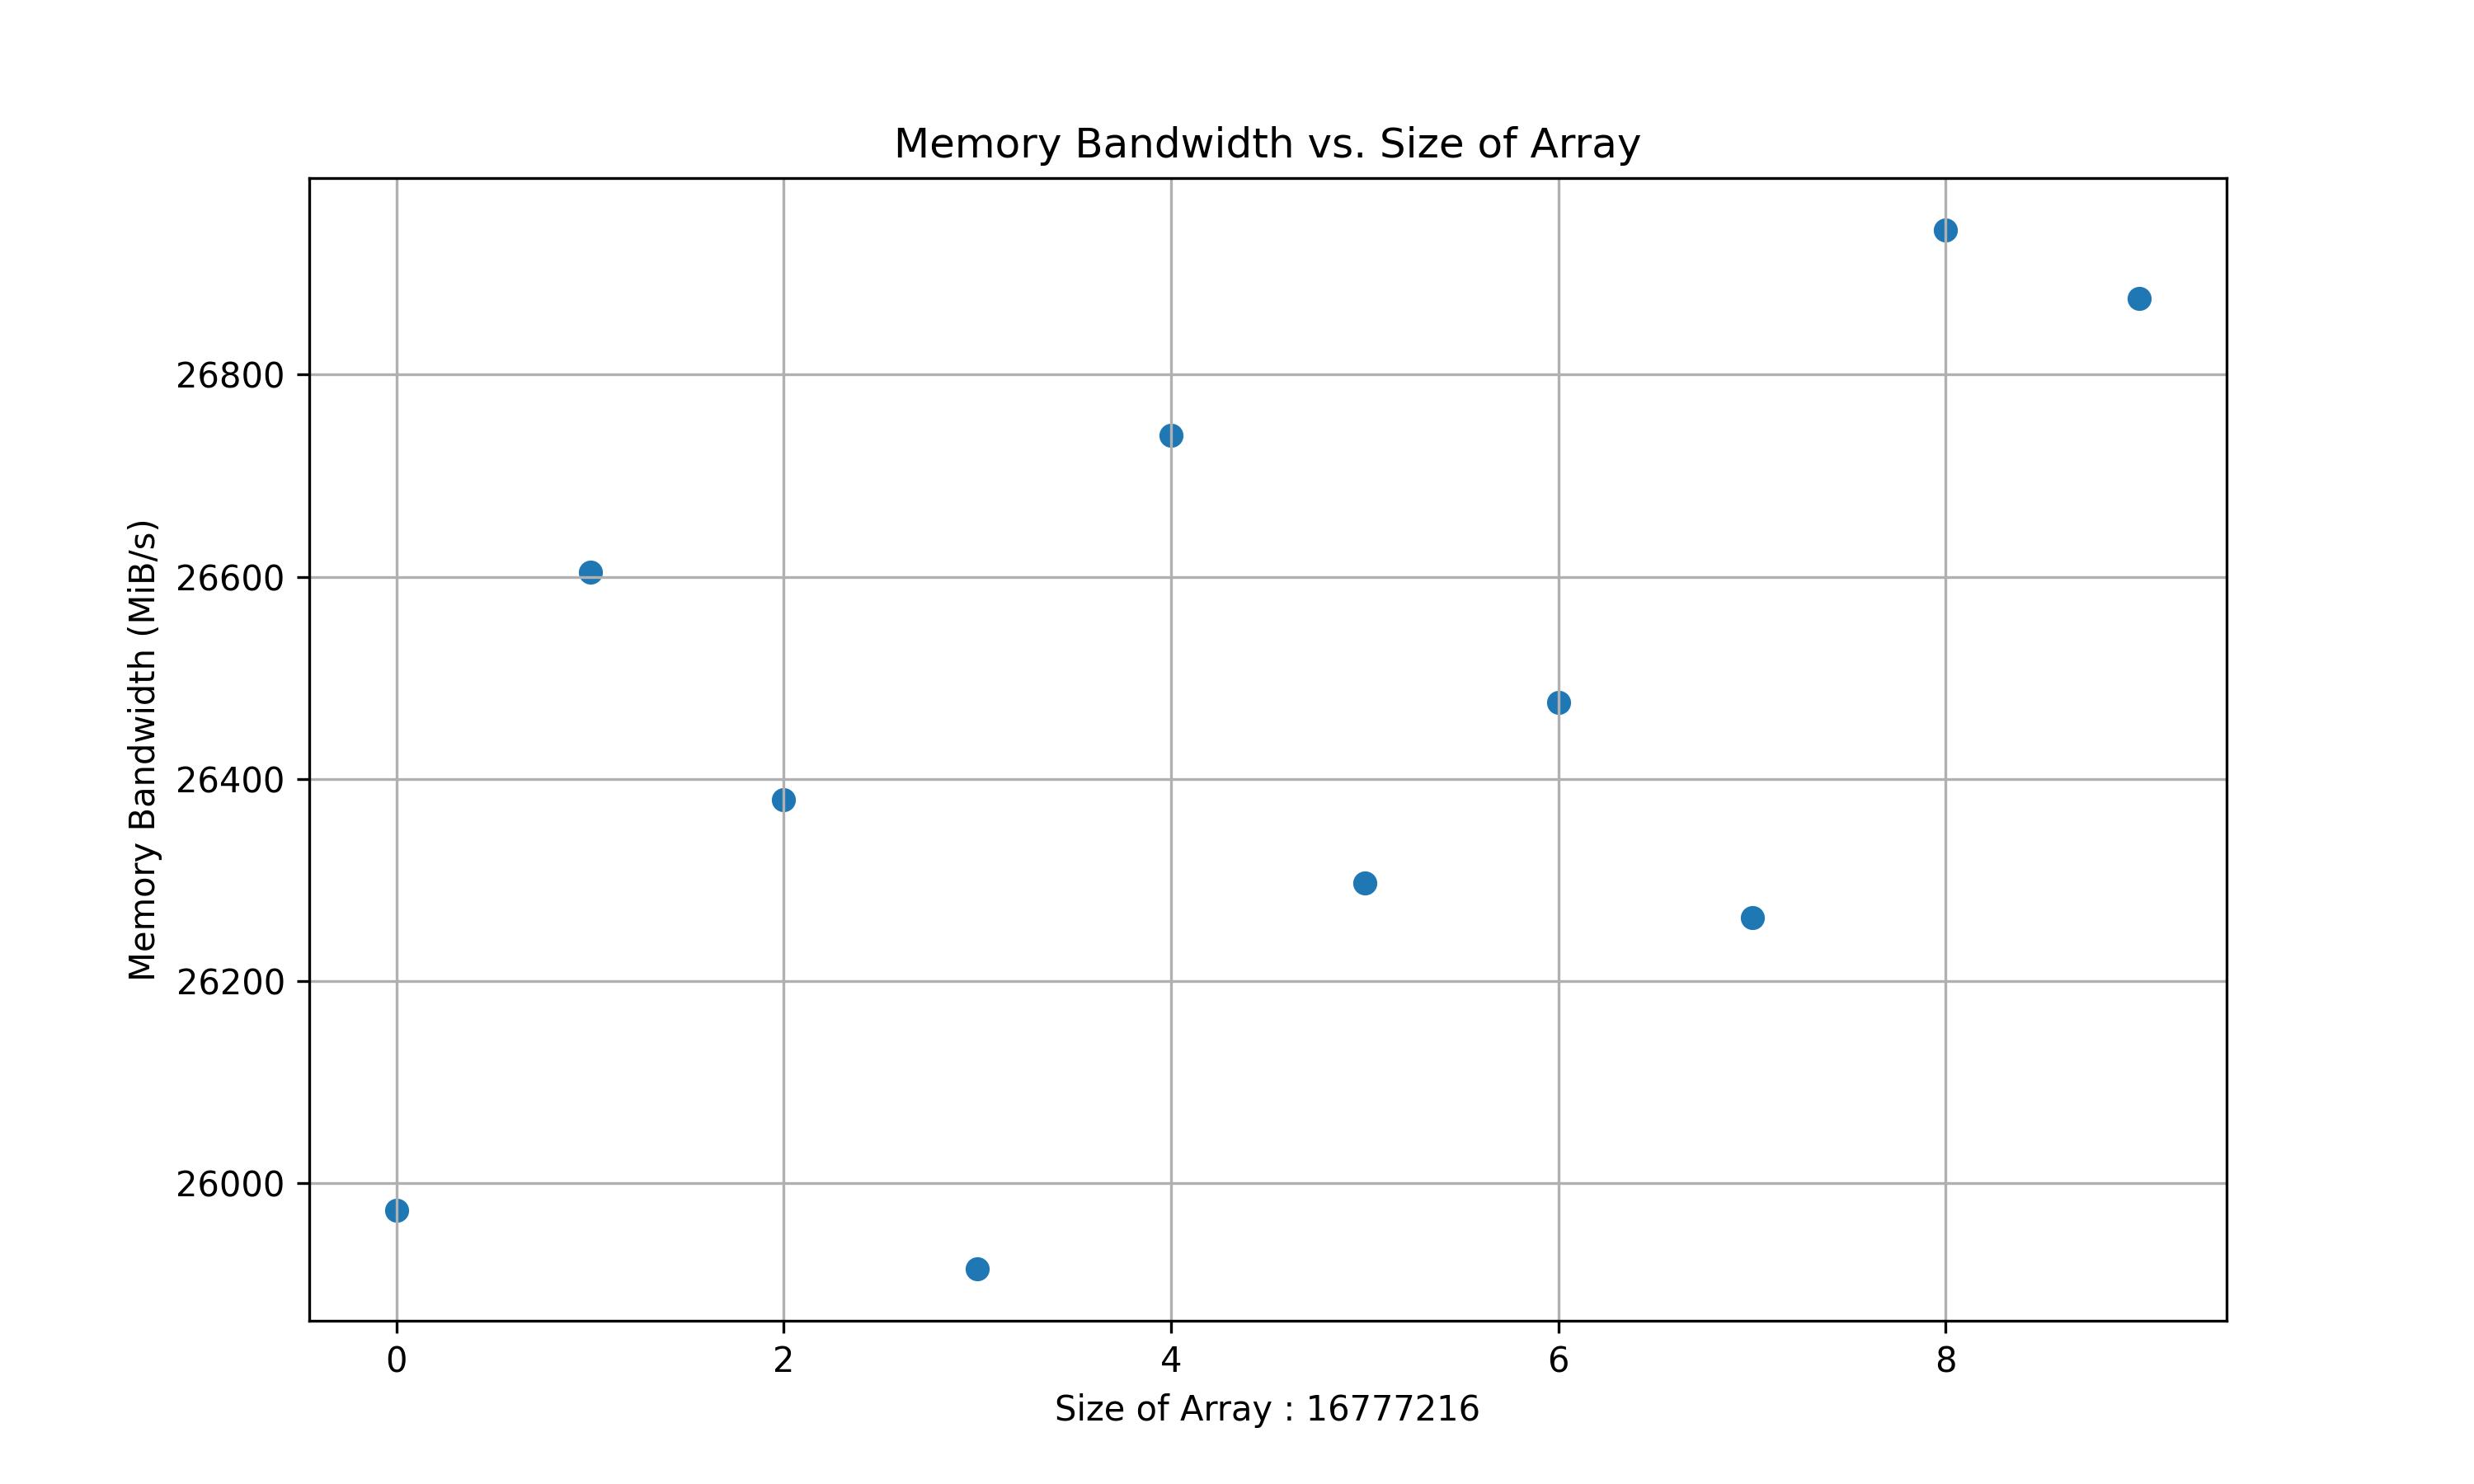 Memory Bandwidth vs. Size of Array
Memory Bandwidth (MiB/s)
26800
26600
26400
26200
26000
0 2 4 6 8
Size of Array : 16777216